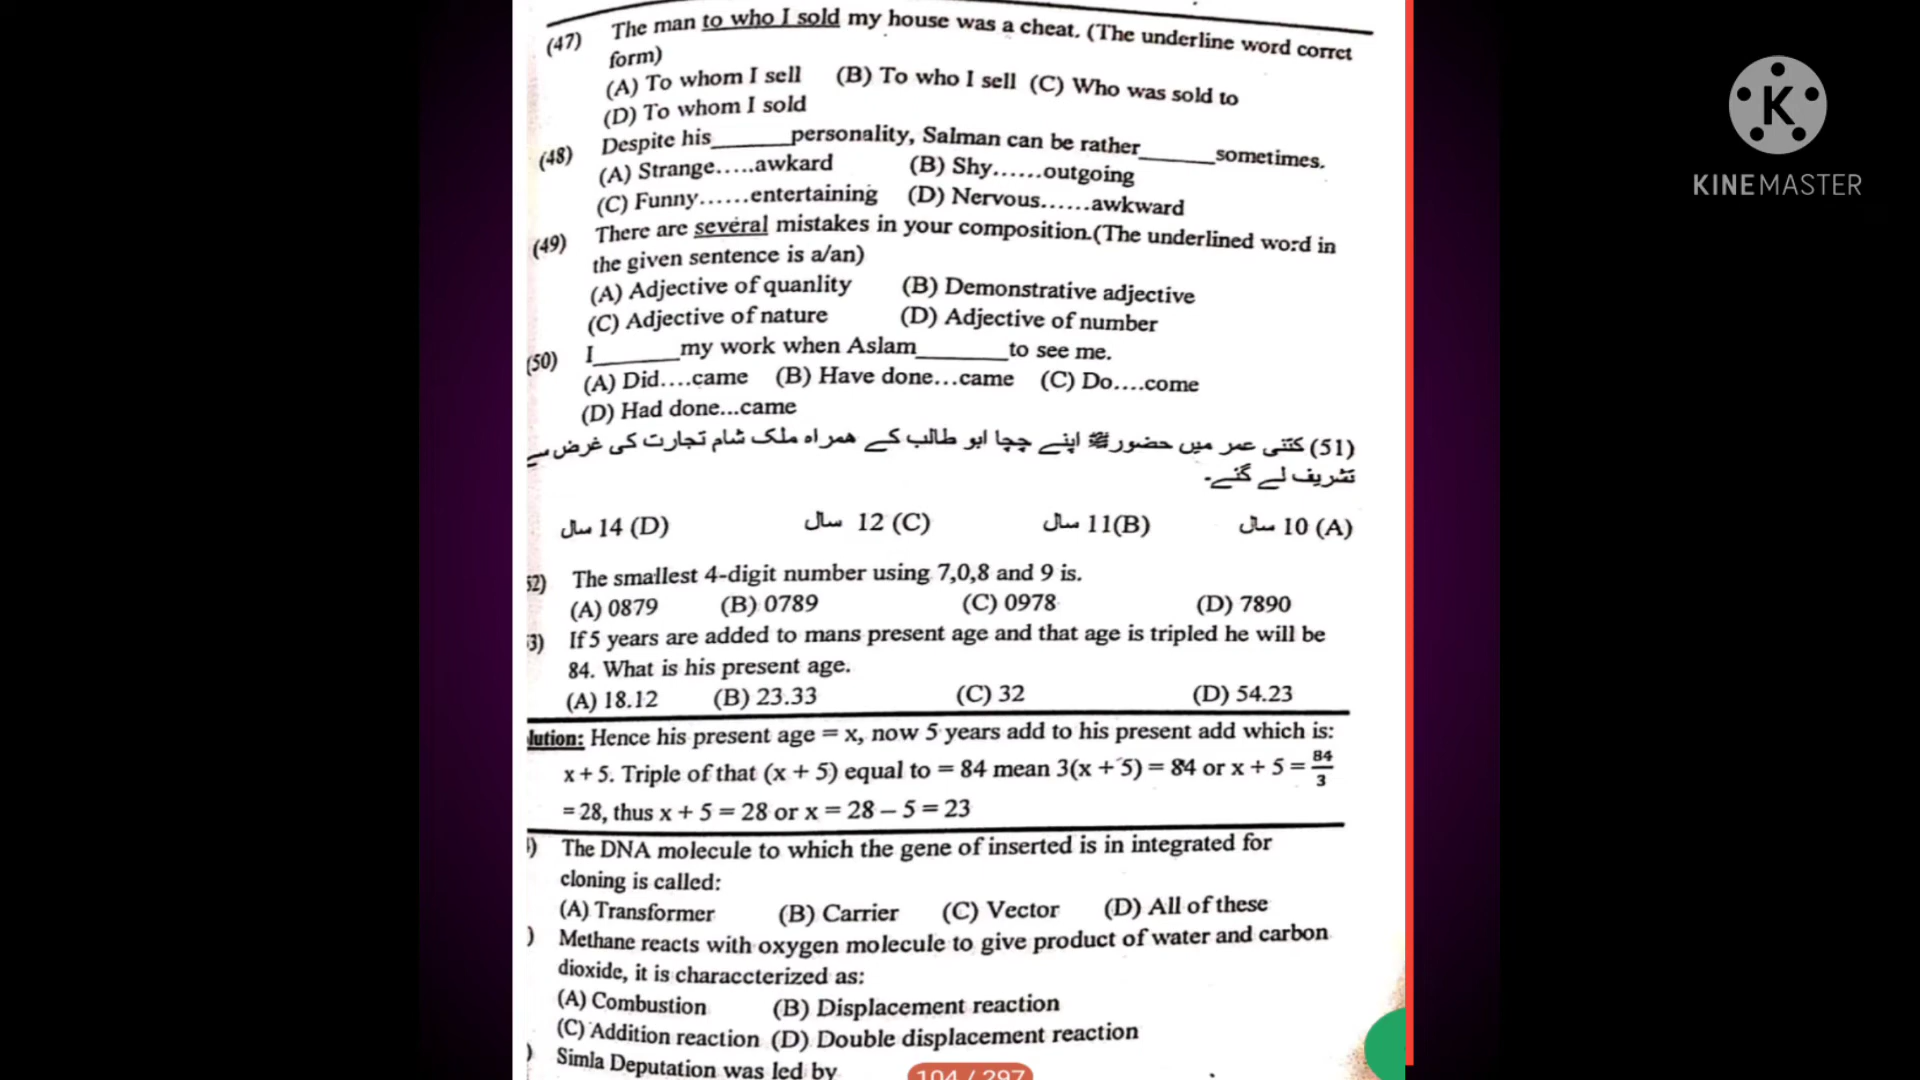 (47) The man to who I sold my house was a cheat. (The underline word corrct
form)
(A) To whom I sell (B) To who I sell (C) Who was sold to
(D) To whom I sold
(48) Despite his______personality, Salman can be rather______sometimes.
(A) Strange.....awkard (B) Shy......outgoing
(C) Funny......entertaining (D) Nervous......awkward
(49) There are several mistakes in your composition.(The underlined word in
the given sentence is a/an)
(A) Adjective of quanlity (B) Demonstrative adjective
(C) Adjective of nature (D) Adjective of number
(50) I_______my work when Aslam_______to see me.
(A) Did....came (B) Have done...came (C) Do....come
(D) Had done...came
(51) کتنی عمر میں حضورﷺ اپنے چچا ابو طالب کے ہمراہ ملک شام تجارت کی غرض سے
تشریف لے گئے۔
(A) 10 سال (B)11 سال (C) 12 سال (D) 14 سال
52) The smallest 4-digit number using 7,0,8 and 9 is.
(A) 0879 (B) 0789 (C) 0978 (D) 7890
3) If 5 years are added to mans present age and that age is tripled he will be
84. What is his present age.
(A) 18.12 (B) 23.33 (C) 32 (D) 54.23
lution: Hence his present age = x, now 5 years add to his present add which is:
x + 5. Triple of that (x + 5) equal to = 84 mean 3(x + 5) = 84 or x + 5 = 84/3
= 28, thus x + 5 = 28 or x = 28 – 5 = 23
) The DNA molecule to which the gene of inserted is in integrated for
cloning is called:
(A) Transformer (B) Carrier (C) Vector (D) All of these
) Methane reacts with oxygen molecule to give product of water and carbon
dioxide, it is characcterized as:
(A) Combustion (B) Displacement reaction
(C) Addition reaction (D) Double displacement reaction
) Simla Deputation was led by
104 / 297
K
KINEMASTER